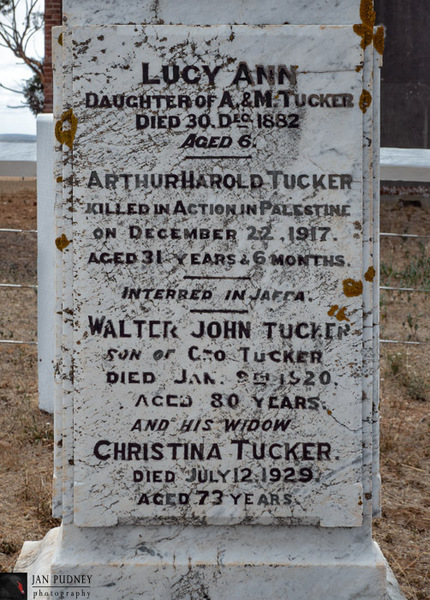 LUCY ANN
DAUGHTER OF A. & M. TUCKER
DIED 30. DEC. 1882
AGED 6.
ARTHUR HAROLD TUCKER
KILLED IN ACTION IN PALESTINE
ON DECEMBER 22, 1917.
AGED 31 YEARS & 6 MONTHS.
INTERRED IN JAFFA.
WALTER JOHN TUCKER
SON OF GEO TUCKER
DIED JAN. 9TH 1920.
AGED 80 YEARS.
AND HIS WIDOW
CHRISTINA TUCKER.
DIED JULY 12. 1929.
AGED 73 YEARS.
JAN PUDNEY
photography